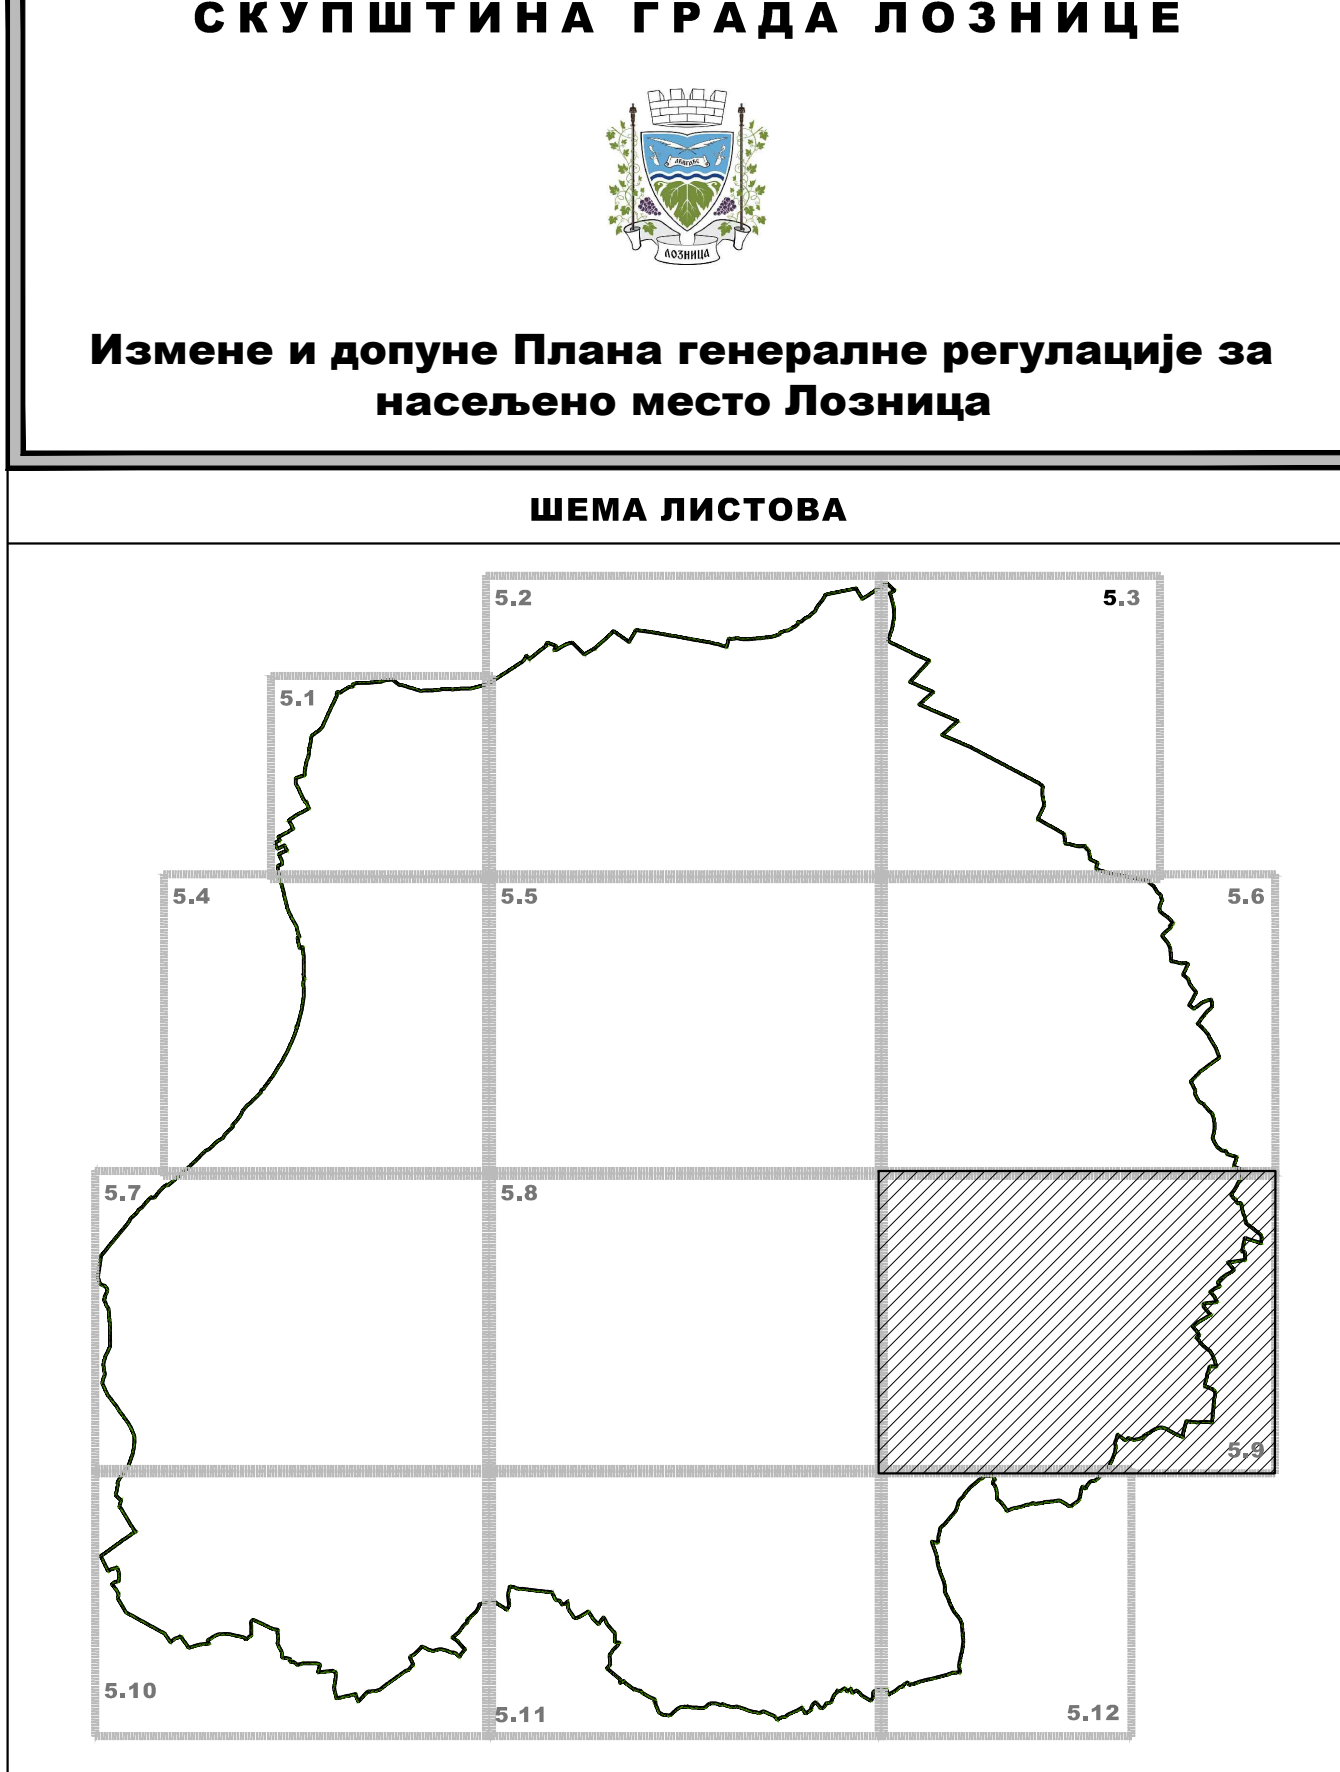 СКУПШТИНА ГРАДА ЛОЗНИЦЕ
ЛОЗНИЦА
Измене и допуне Плана генералне регулације за
насељено место Лозница
ШЕМА ЛИСТОВА
5.2
5.3
5.1
5.4
5.5
5.6
5.7
5.8
5.9
5.10
5.11
5.12